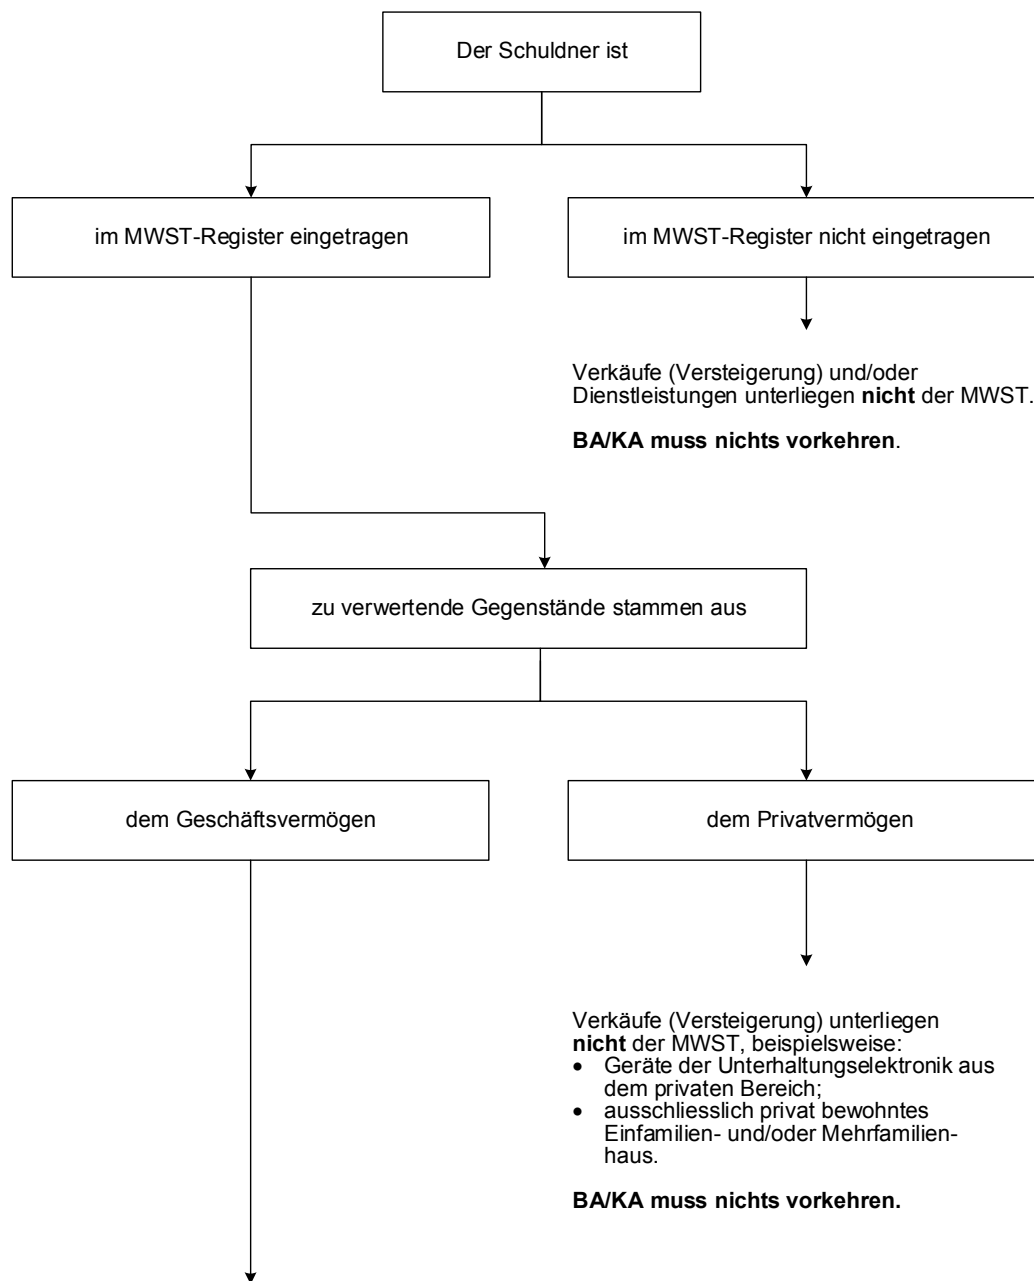 Der Schuldner ist
im MWST-Register eingetragen
im MWST-Register nicht eingetragen
Verkäufe (Versteigerung) und/oder
Dienstleistungen unterliegen nicht der MWST.
BA/KA muss nichts vorkehren.
zu verwertende Gegenstände stammen aus
dem Geschäftsvermögen
dem Privatvermögen
Verkäufe (Versteigerung) unterliegen
nicht der MWST, beispielsweise:
• Geräte der Unterhaltungselektronik aus
dem privaten Bereich;
• ausschliesslich privat bewohntes
Einfamilien- und/oder Mehrfamilien-
haus.
BA/KA muss nichts vorkehren.